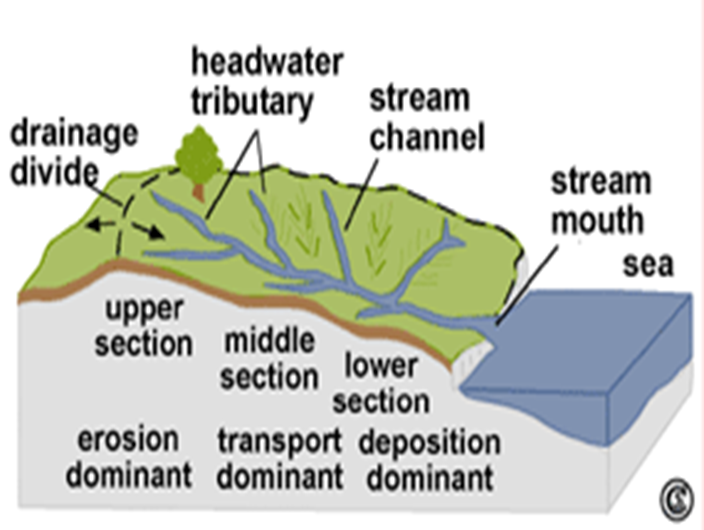 headwater
tributary
stream
channel
drainage
divide
stream
mouth
sea
upper
section
middle
section
lower
section
erosion
dominant
transport
dominant
deposition
dominant